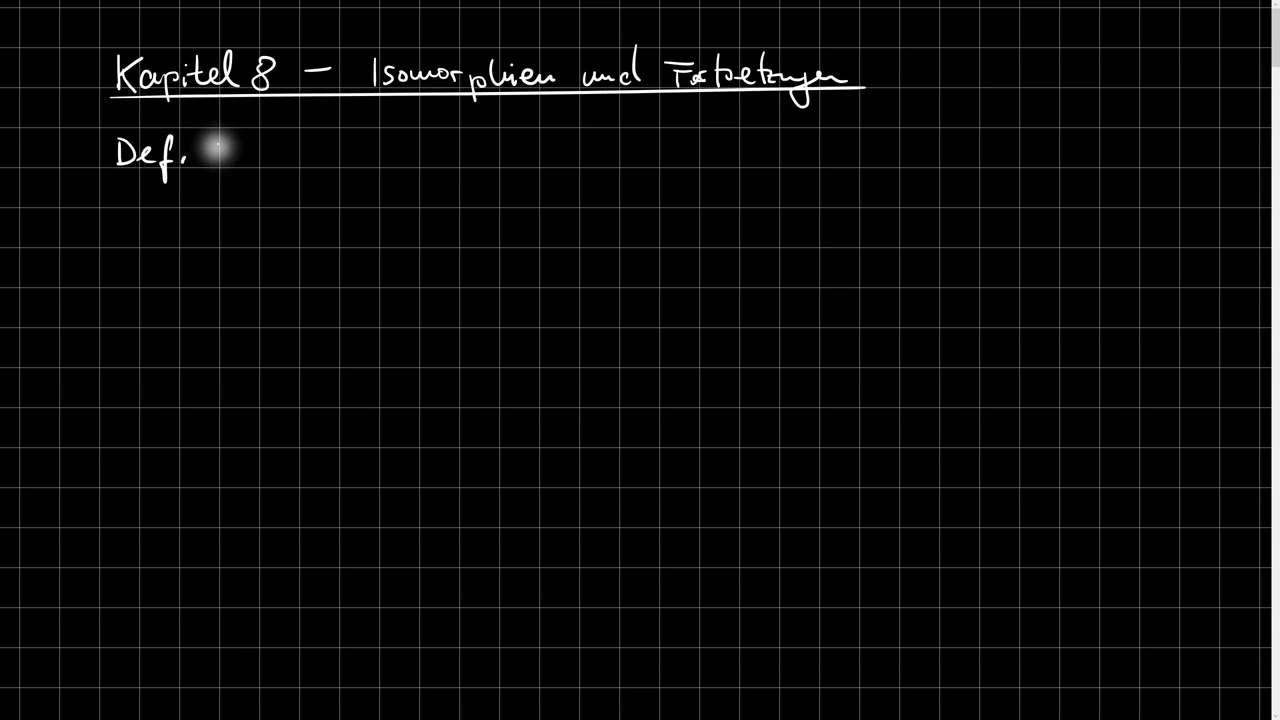 Kapitel 8 – Isomorphien und Fortsetzungen
Def.